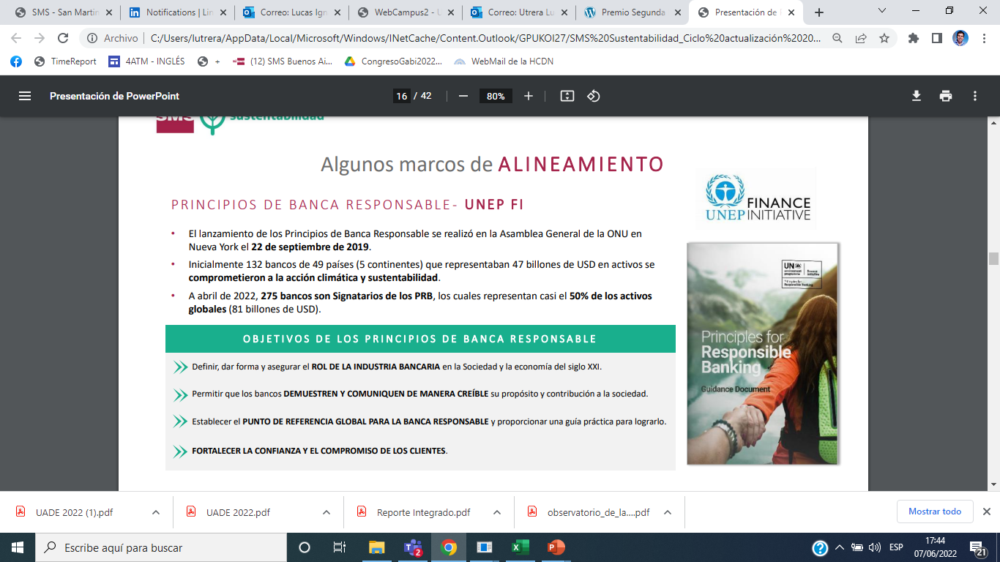 SMS - San Martin
Notifications | Lin
Correo: Lucas Ign
WebCampus2 - U
Correo: Utrera Lu
Premio Segunda
Presentación de
Archivo
C:/Users/lutrera/AppData/Local/Microsoft/Windows/INetCache/Content.Outlook/GPUKOI27/SMS%20Sustentabilidad_Ciclo%20actualización%2020...
TimeReport
4ATM - INGLÉS
+
(12) SMS Buenos Ai...
CongresoGabi2022...
WebMail de la HCDN
Presentación de PowerPoint
16 / 42
80%
SMS sustentabilidad
Algunos marcos de ALINEAMIENTO
PRINCIPIOS DE BANCA RESPONSABLE- UNEP FI
UNEP FINANCE
INITIATIVE
• El lanzamiento de los Principios de Banca Responsable se realizó en la Asamblea General de la ONU en
Nueva York el 22 de septiembre de 2019.
• Inicialmente 132 bancos de 49 países (5 continentes) que representaban 47 billones de USD en activos se
comprometieron a la acción climática y sustentabilidad.
• A abril de 2022, 275 bancos son Signatarios de los PRB, los cuales representan casi el 50% de los activos
globales (81 billones de USD).
OBJETIVOS DE LOS PRINCIPIOS DE BANCA RESPONSABLE
Definir, dar forma y asegurar el ROL DE LA INDUSTRIA BANCARIA en la Sociedad y la economía del siglo XXI.
Permitir que los bancos DEMUESTREN Y COMUNIQUEN DE MANERA CREÍBLE su propósito y contribución a la sociedad.
Establecer el PUNTO DE REFERENCIA GLOBAL PARA LA BANCA RESPONSABLE y proporcionar una guía práctica para lograrlo.
FORTALECER LA CONFIANZA Y EL COMPROMISO DE LOS CLIENTES.
UN
Principles for
Responsible
Banking
Guidance Document
UADE 2022 (1).pdf
UADE 2022.pdf
Reporte Integrado.pdf
observatorio_de_la....pdf
Mostrar todo
Escribe aquí para buscar
2
ESP
17:44
07/06/2022
21